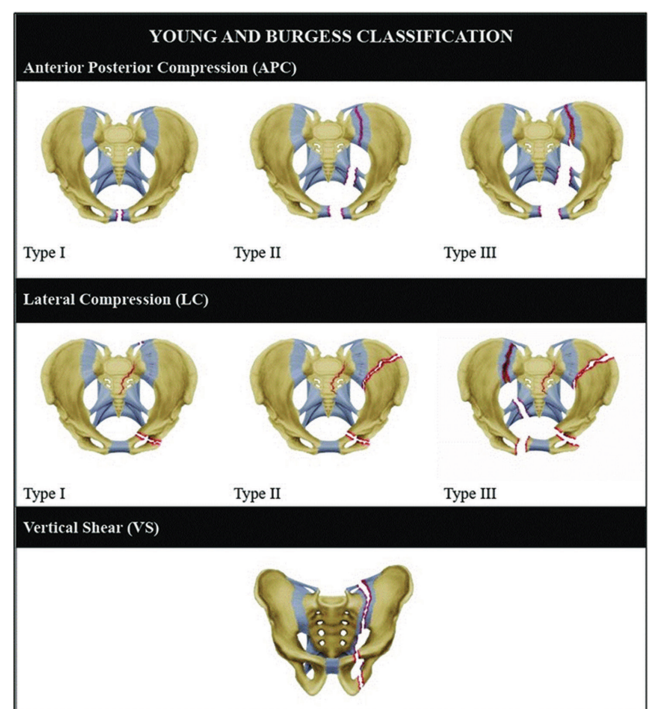 YOUNG AND BURGESS CLASSIFICATION
Anterior Posterior Compression (APC)
Type I
Type II
Type III
Lateral Compression (LC)
Type I
Type II
Type III
Vertical Shear (VS)